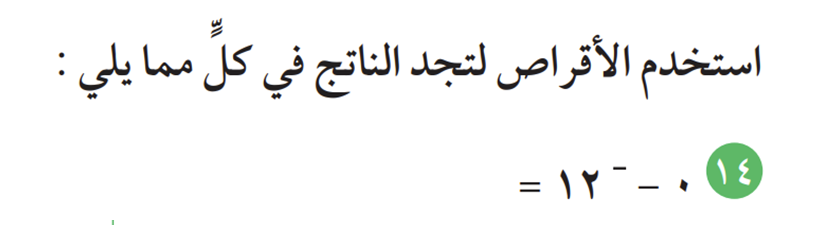 استخدم الأقراص لتجد الناتج في كلٍّ مما يلي :
١٤ ٠ – ⁻١٢ =